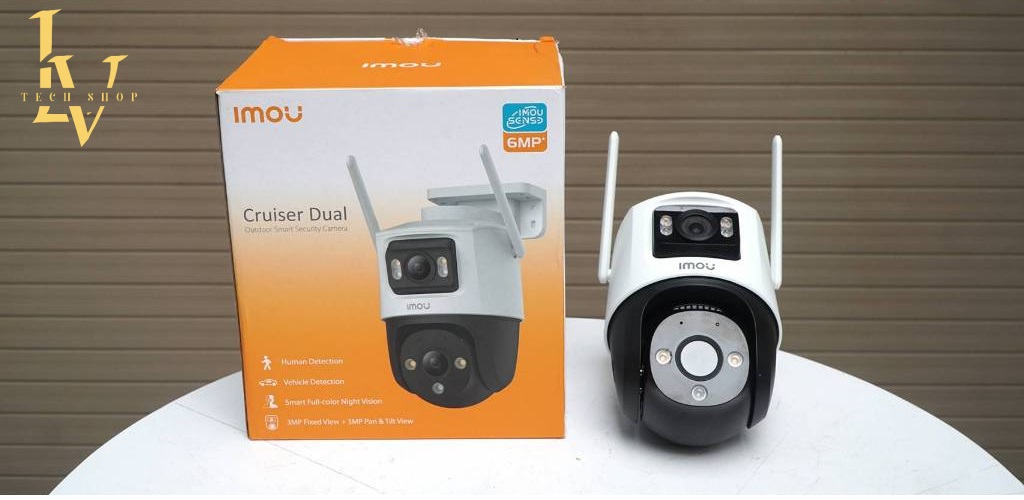 LV
TECH SHOP
imou
imou
IMOU
SENSE
6MP*
Cruiser Dual
Outdoor Smart Security Camera
imou
Human Detection
Vehicle Detection
Smart Full-color Night Vision
3MP Fixed View + 3MP Pan & Tilt View
imou